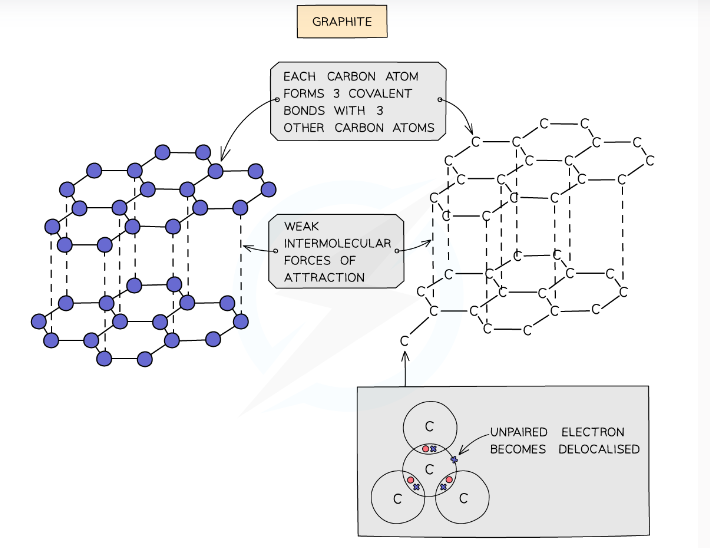 GRAPHITE
EACH CARBON ATOM
FORMS 3 COVALENT
BONDS WITH 3
OTHER CARBON ATOMS
WEAK
INTERMOLECULAR
FORCES OF
ATTRACTION
C C
C C C C
C C C C
C C C C
C C
C C
C C C C
C C C C
C C C C
C C
C
C
C
C C
UNPAIRED ELECTRON
BECOMES DELOCALISED